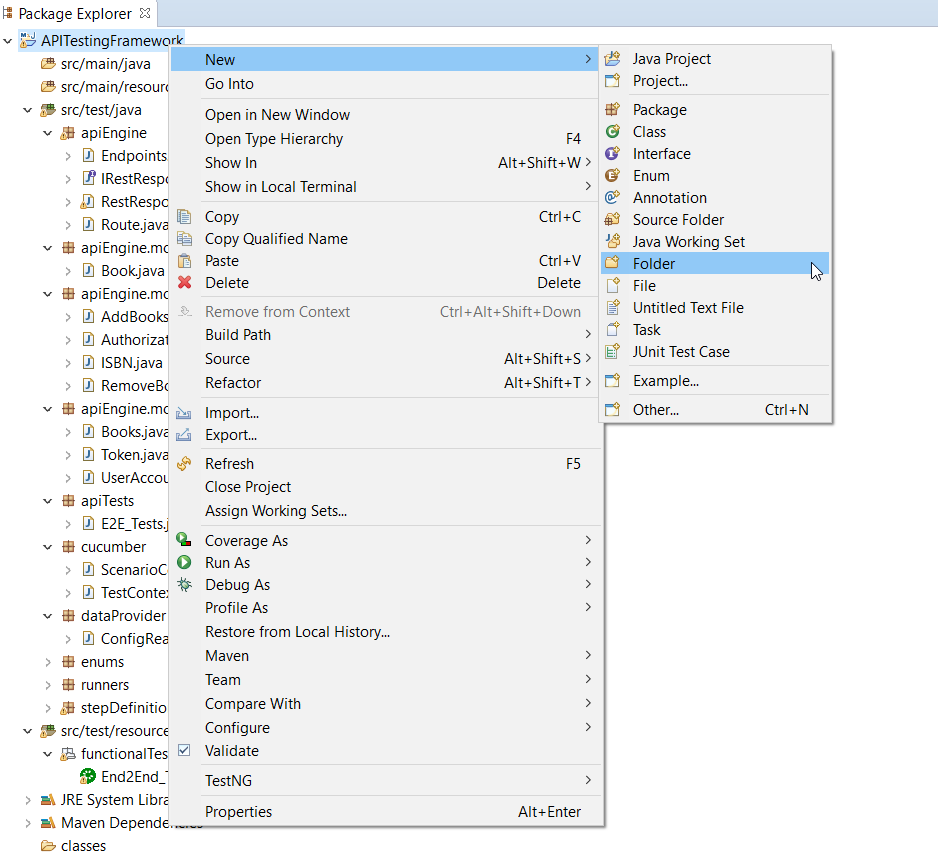 Package Explorer
APITestingFramework
src/main/java
src/main/resourc
src/test/java
apiEngine
Endpoints
IRestRespo
RestRespo
Route.java
apiEngine.mo
Book.java
apiEngine.mo
AddBooks
Authorizat
ISBN.java
RemoveBo
apiEngine.mo
Books.java
Token.java
UserAccou
apiTests
E2E_Tests.j
cucumber
ScenarioC
TestContex
dataProvider
ConfigRea
enums
runners
stepDefinitio
src/test/resource
functionalTes
End2End_T
JRE System Libra
Maven Dependencies
classes
New
Go Into
Open in New Window
Open Type Hierarchy F4
Show In Alt+Shift+W
Show in Local Terminal
Copy Ctrl+C
Copy Qualified Name
Paste Ctrl+V
Delete Delete
Remove from Context Ctrl+Alt+Shift+Down
Build Path
Source Alt+Shift+S
Refactor Alt+Shift+T
Import...
Export...
Refresh F5
Close Project
Assign Working Sets...
Coverage As
Run As
Debug As
Profile As
Restore from Local History...
Maven
Team
Compare With
Configure
Validate
TestNG
Properties Alt+Enter
Java Project
Project...
Package
Class
Interface
Enum
Annotation
Source Folder
Java Working Set
Folder
File
Untitled Text File
Task
JUnit Test Case
Example...
Other... Ctrl+N